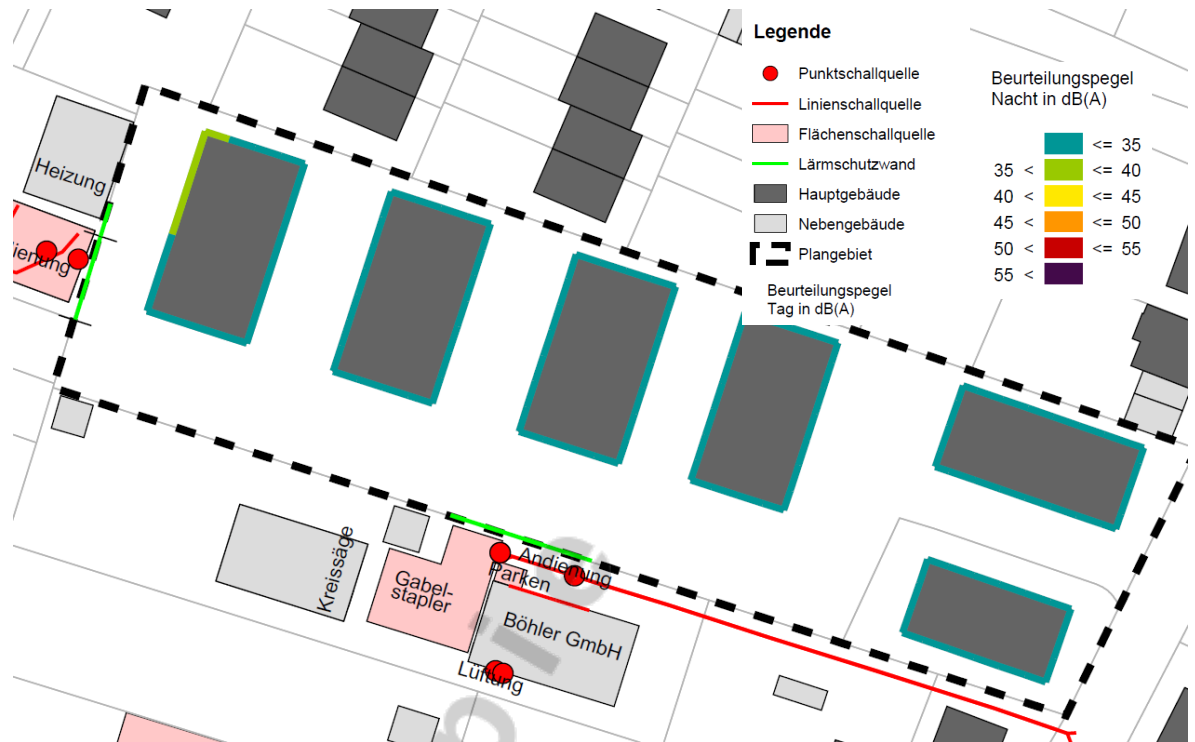 Legende
Punktschallquelle
Linienschallquelle
Flächenschallquelle
Lärmschutzwand
Hauptgebäude
Nebengebäude
Plangebiet
Beurteilungspegel
Tag in dB(A)
Beurteilungspegel
Nacht in dB(A)
<= 35
35 < <= 40
40 < <= 45
45 < <= 50
50 < <= 55
55 <
Heizung
Kreissäge
Gabel-
stapler
Andienung
Parken
Böhler GmbH
Lüftung